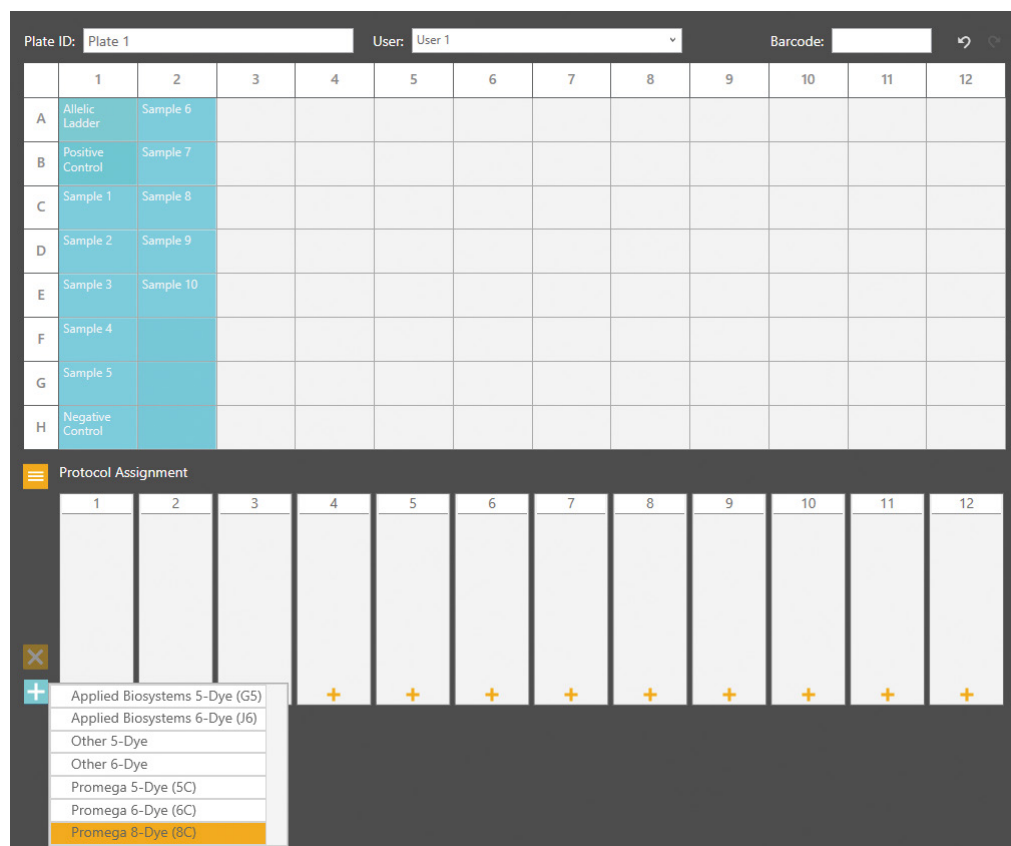 Plate ID: Plate 1 User: User 1 Barcode:
1 2 3 4 5 6 7 8 9 10 11 12
A Allelic Ladder Sample 6
B Positive Control Sample 7
C Sample 1 Sample 8
D Sample 2 Sample 9
E Sample 3 Sample 10
F Sample 4
G Sample 5
H Negative Control
Protocol Assignment
1 2 3 4 5 6 7 8 9 10 11 12
Applied Biosystems 5-Dye (G5)
Applied Biosystems 6-Dye (J6)
Other 5-Dye
Other 6-Dye
Promega 5-Dye (5C)
Promega 6-Dye (6C)
Promega 8-Dye (8C)